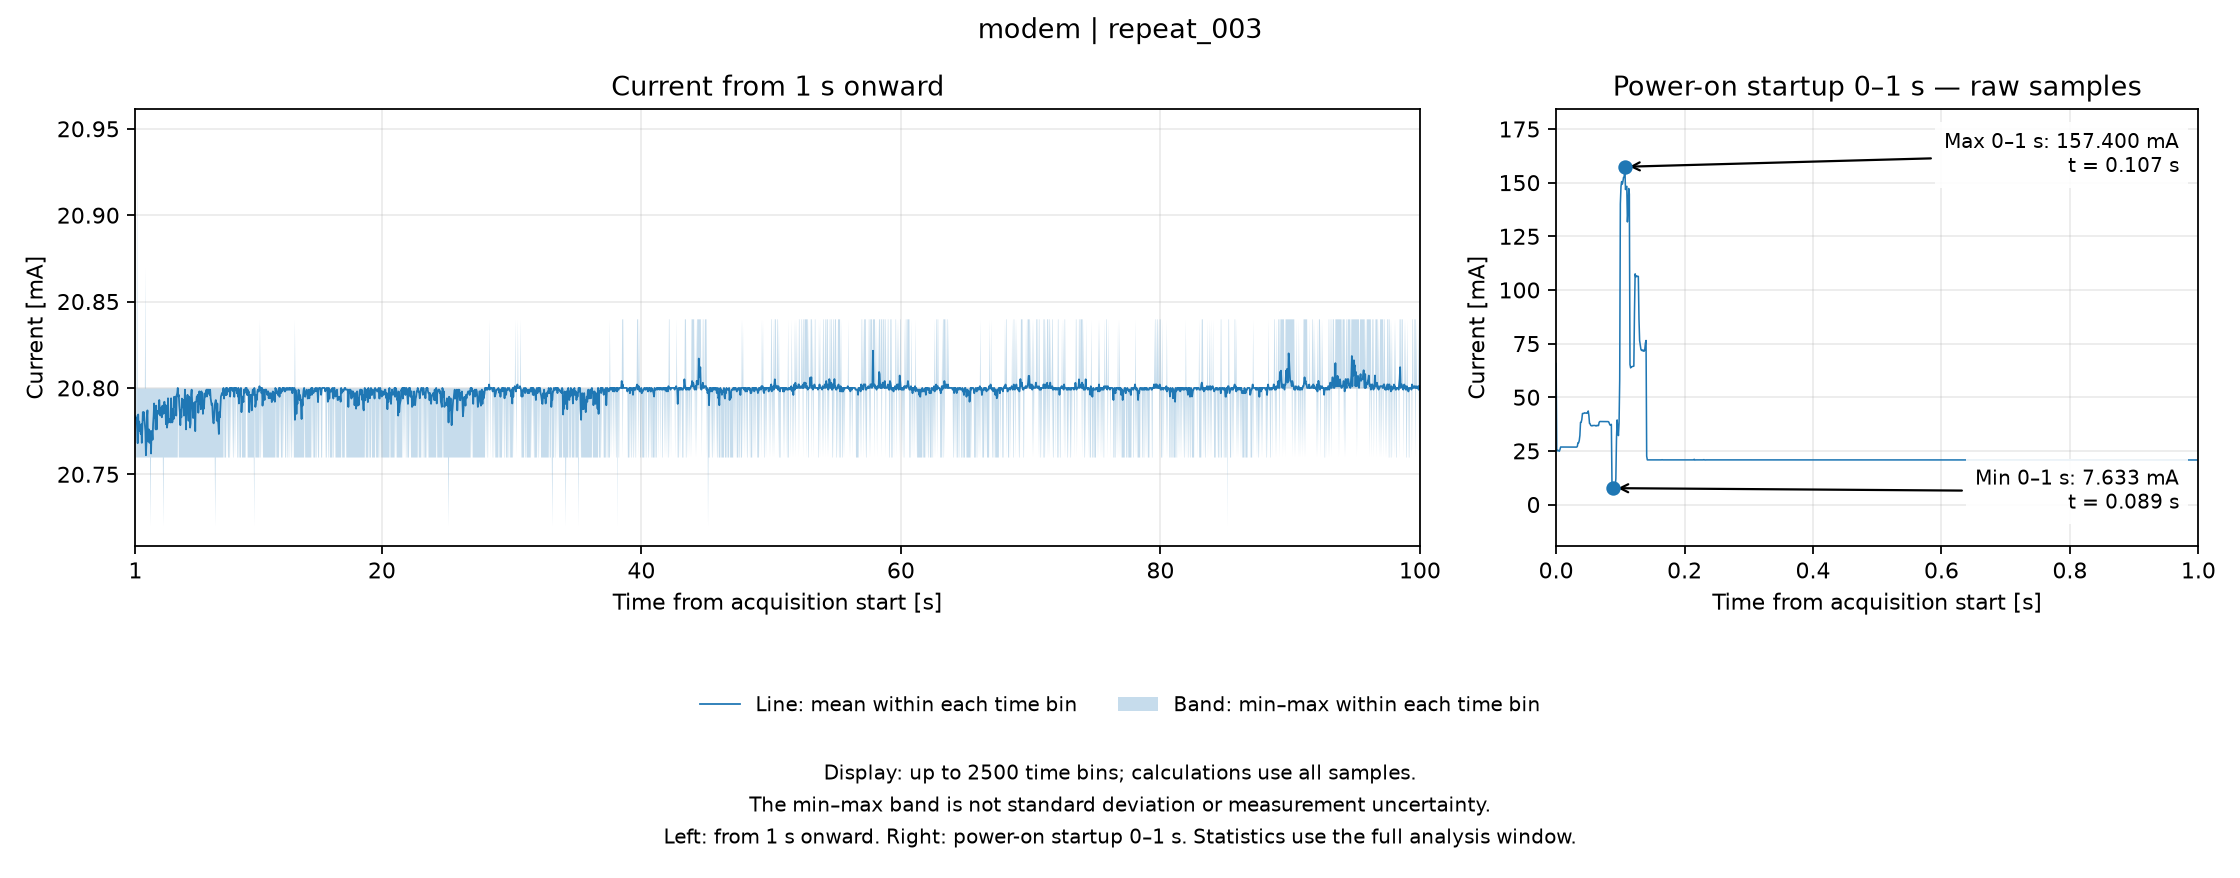 modem | repeat_003
Current from 1 s onward
20.95
20.90
20.85
20.80
20.75
Current [mA]
1
20
40
60
80
100
Time from acquisition start [s]
Power-on startup 0–1 s — raw samples
175
150
125
100
75
50
25
0
Current [mA]
Max 0–1 s: 157.400 mA
t = 0.107 s
Min 0–1 s: 7.633 mA
t = 0.089 s
0.0
0.2
0.4
0.6
0.8
1.0
Time from acquisition start [s]
Line: mean within each time bin
Band: min–max within each time bin
Display: up to 2500 time bins; calculations use all samples.
The min–max band is not standard deviation or measurement uncertainty.
Left: from 1 s onward. Right: power-on startup 0–1 s. Statistics use the full analysis window.